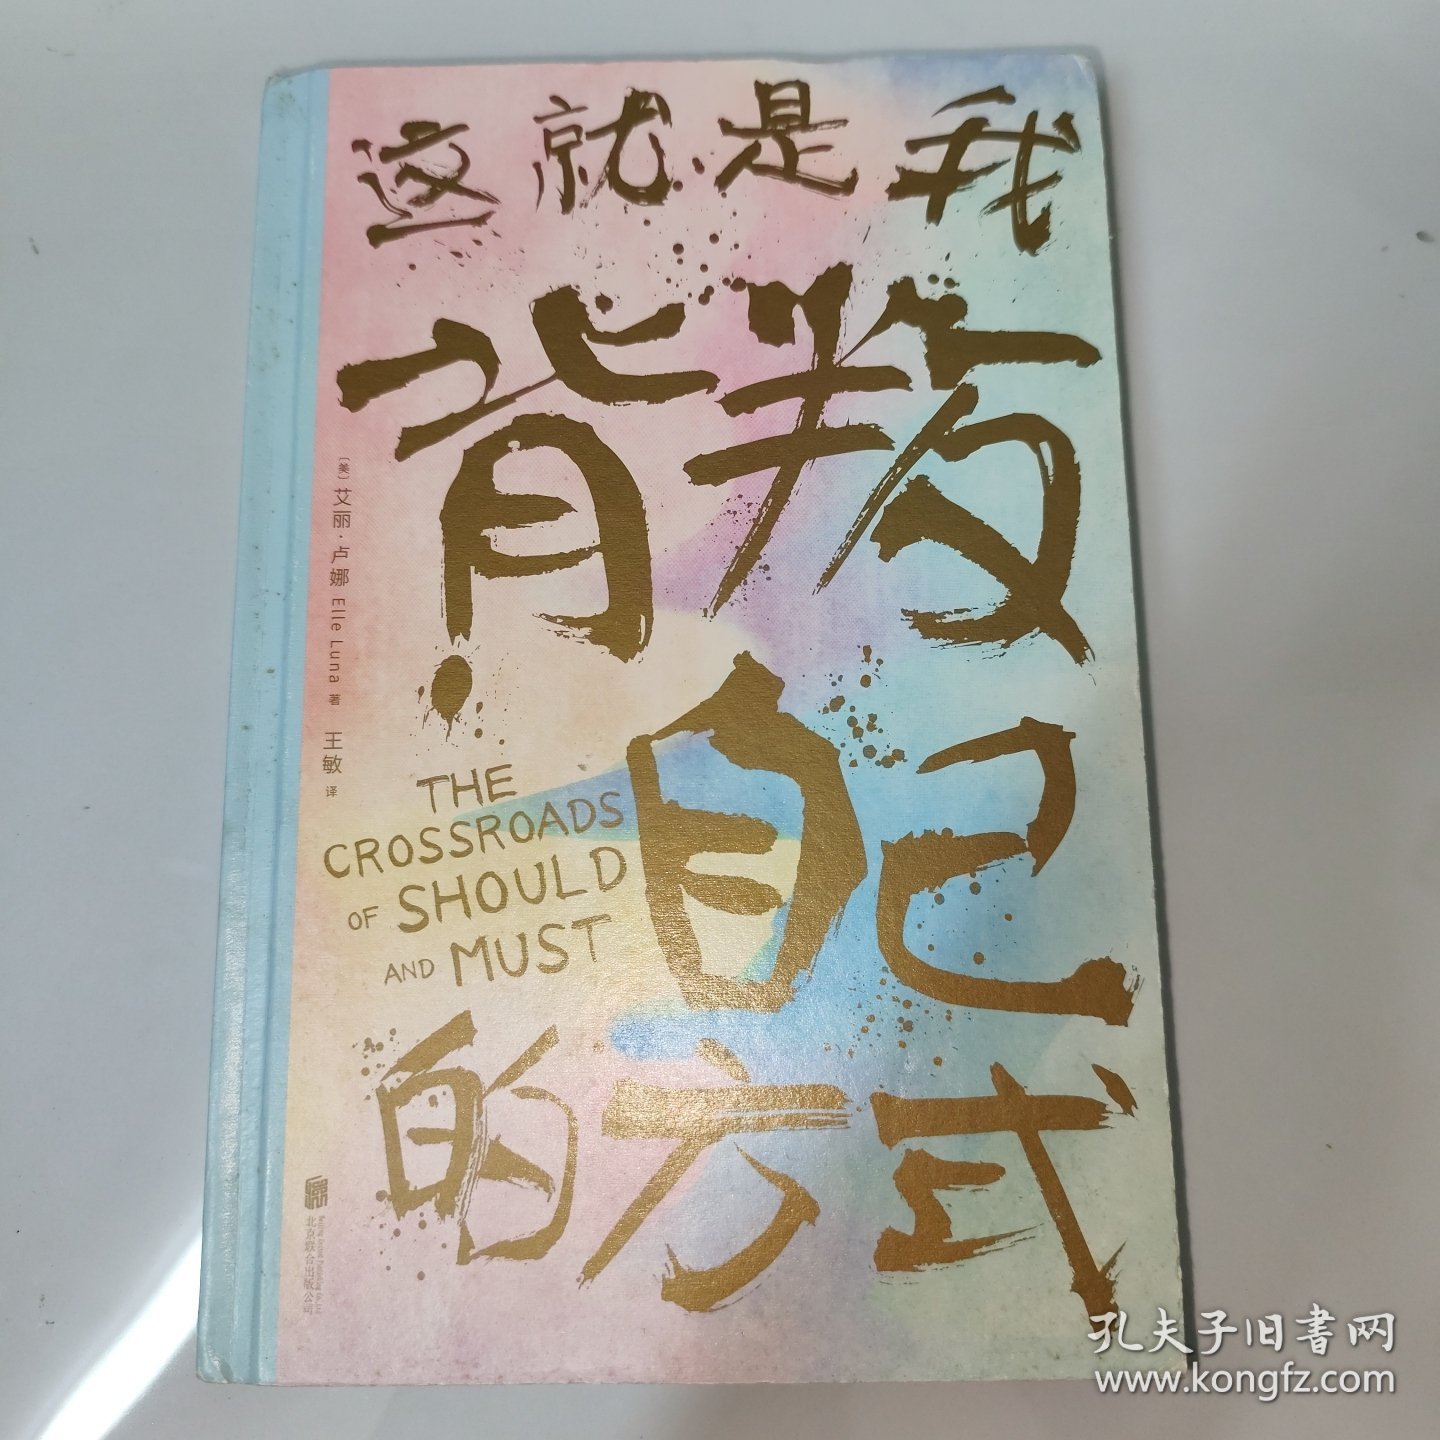 这就是我
背叛
自己
的方式
[美] 艾丽·卢娜 Elle Luna 著
王敏 译
THE
CROSSROADS
OF SHOULD
AND MUST
北京联合出版公司
孔夫子旧书网
www.kongfz.com